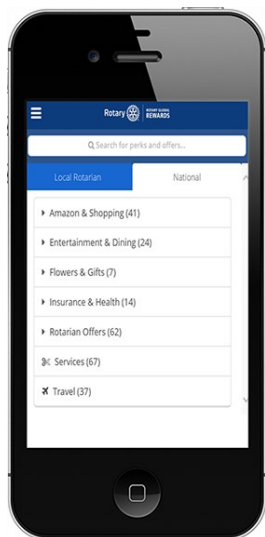 Rotary
ROTARY GLOBAL
REWARDS
Search for perks and offers...
Local Rotarian
National
Amazon & Shopping (41)
Entertainment & Dining (24)
Flowers & Gifts (7)
Insurance & Health (14)
Rotarian Offers (62)
Services (67)
Travel (37)